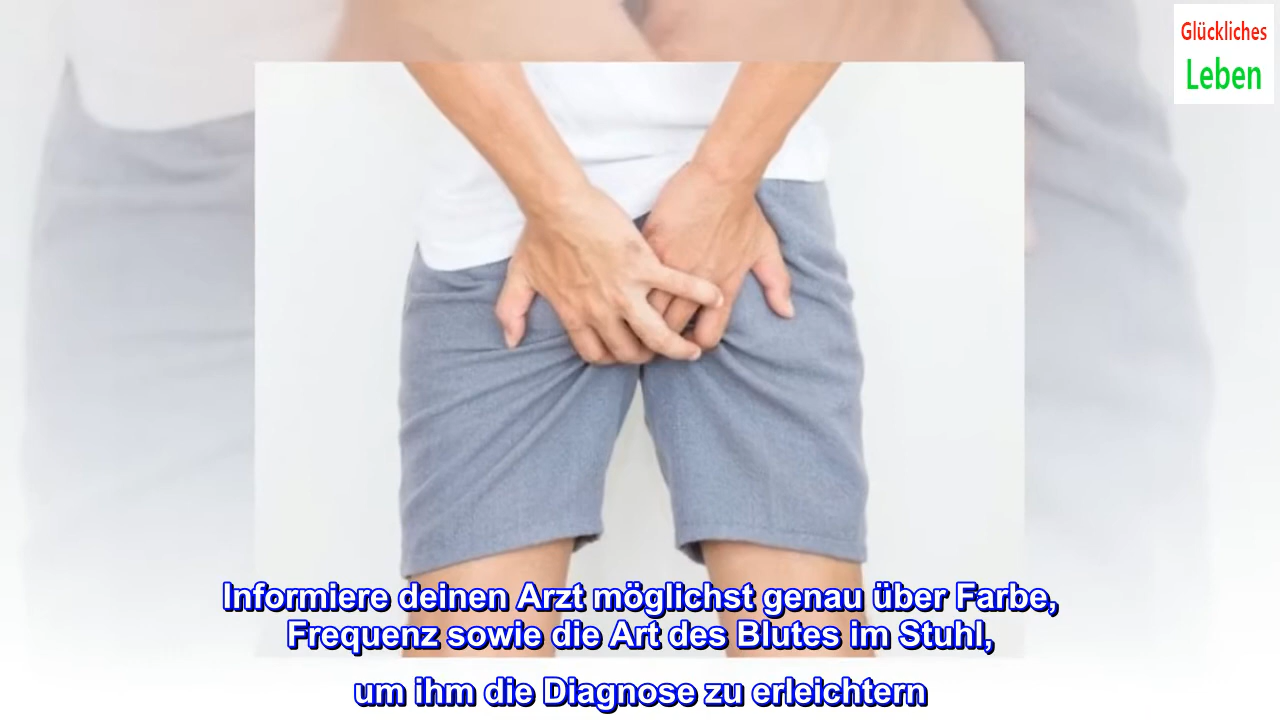 Glückliches
Leben
Informiere deinen Arzt möglichst genau über Farbe,
Frequenz sowie die Art des Blutes im Stuhl,
um ihm die Diagnose zu erleichtern